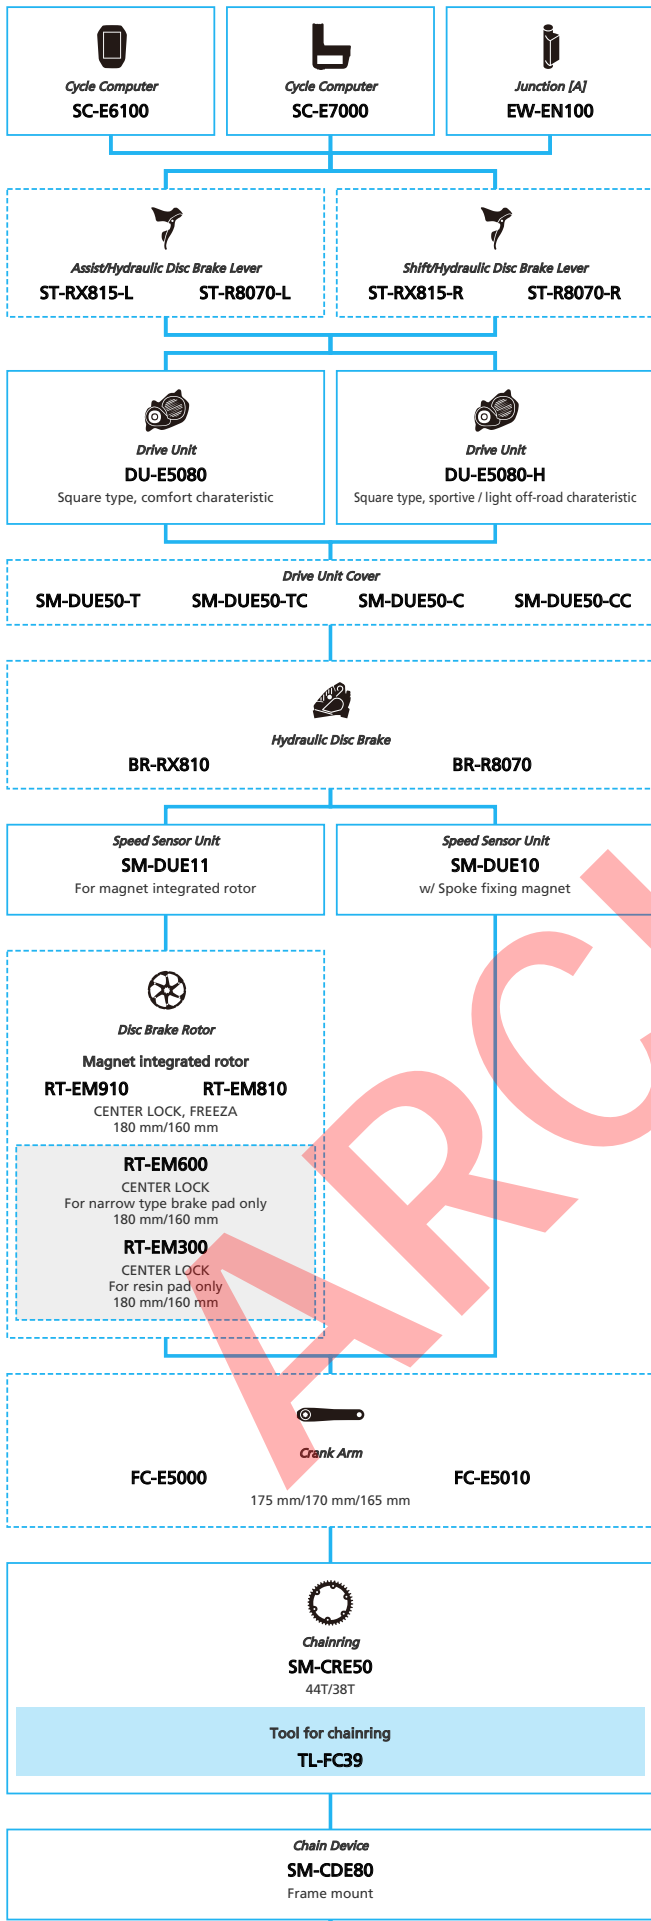 Cycle Computer
SC-E6100
Cycle Computer
SC-E7000
Junction [A]
EW-EN100
Assist/Hydraulic Disc Brake Lever
ST-RX815-L ST-R8070-L
Shift/Hydraulic Disc Brake Lever
ST-RX815-R ST-R8070-R
Drive Unit
DU-E5080
Square type, comfort charateristic
Drive Unit
DU-E5080-H
Square type, sportive / light off-road charateristic
Drive Unit Cover
SM-DUE50-T SM-DUE50-TC SM-DUE50-C SM-DUE50-CC
Hydraulic Disc Brake
BR-RX810 BR-R8070
Speed Sensor Unit
SM-DUE11
For magnet integrated rotor
Speed Sensor Unit
SM-DUE10
w/ Spoke fixing magnet
Disc Brake Rotor
Magnet integrated rotor
RT-EM910 RT-EM810
CENTER LOCK, FREEZA
180 mm/160 mm
RT-EM600
CENTER LOCK
For narrow type brake pad only
180 mm/160 mm
RT-EM300
CENTER LOCK
For resin pad only
180 mm/160 mm
Crank Arm
FC-E5000 FC-E5010
175 mm/170 mm/165 mm
Chainring
SM-CRE50
44T/38T
Tool for chainring
TL-FC39
Chain Device
SM-CDE80
Frame mount
ARC